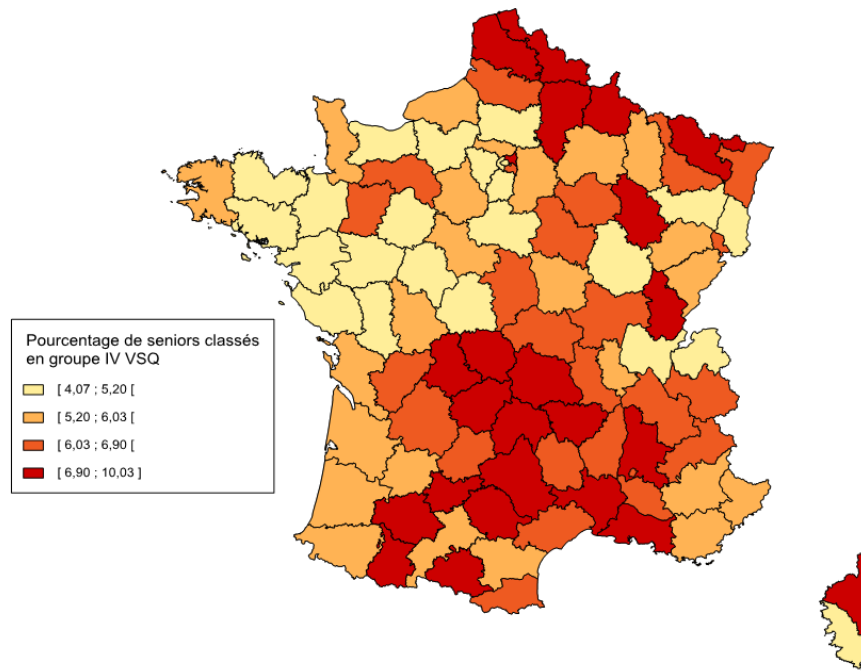 Pourcentage de seniors classés
en groupe IV VSQ
[ 4,07 ; 5,20 [
[ 5,20 ; 6,03 [
[ 6,03 ; 6,90 [
[ 6,90 ; 10,03 ]